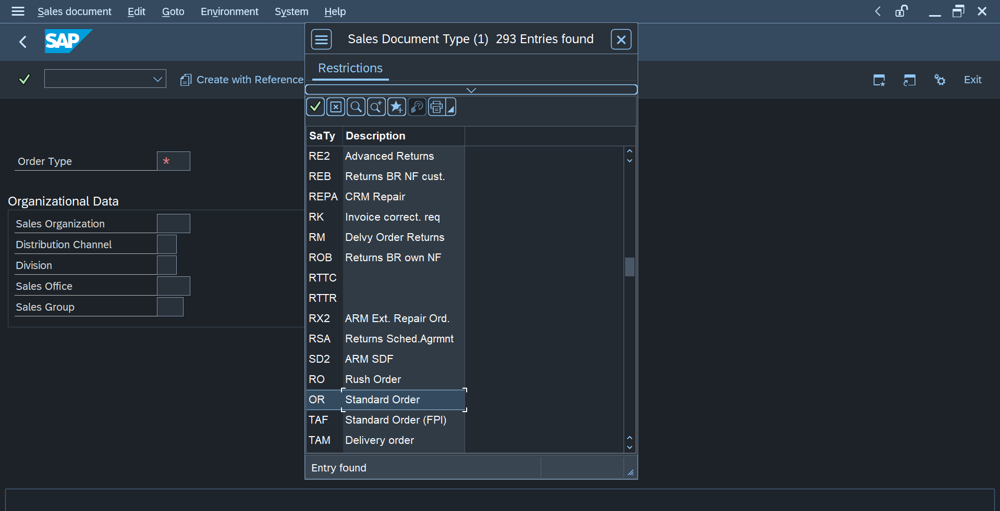 Sales document Edit Goto Environment System Help
SAP
Sales Document Type (1) 293 Entries found
Restrictions
Create with Reference
Exit
SaTy Description
RE2 Advanced Returns
REB Returns BR NF cust.
REPA CRM Repair
RK Invoice correct. req
RM Delvy Order Returns
ROB Returns BR own NF
RTTC
RTTR
RX2 ARM Ext. Repair Ord.
RSA Returns Sched.Agrmnt
SD2 ARM SDF
RO Rush Order
OR Standard Order
TAF Standard Order (FPI)
TAM Delivery order
Entry found
Order Type *
Organizational Data
Sales Organization
Distribution Channel
Division
Sales Office
Sales Group